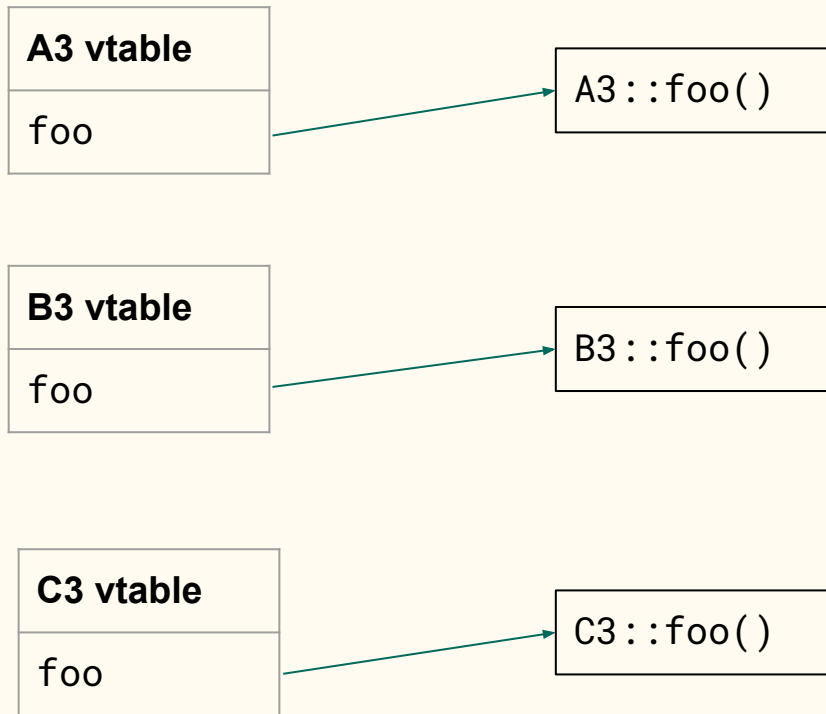 A3 vtable
foo
A3::foo()
B3 vtable
foo
B3::foo()
C3 vtable
foo
C3::foo()